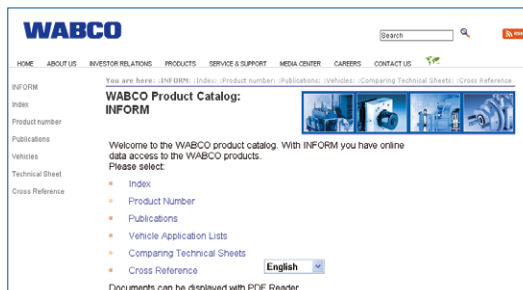 WABCO
Search
RSS
HOME ABOUT US INVESTOR RELATIONS PRODUCTS SERVICE & SUPPORT MEDIA CENTER CAREERS CONTACT US
You are here: :INFORM: :Index: :Product number: :Publications: :Vehicles: :Comparing Technical Sheets: :Cross Reference
INFORM
Index
Product number
Publications
Vehicles
Technical Sheet
Cross Reference
WABCO Product Catalog:
INFORM
Welcome to the WABCO product catalog. With INFORM you have online
data access to the WABCO products.
Please select:
Index
Product Number
Publications
Vehicle Application Lists
Comparing Technical Sheets
Cross Reference
English
Documents can be displayed with PDF Reader